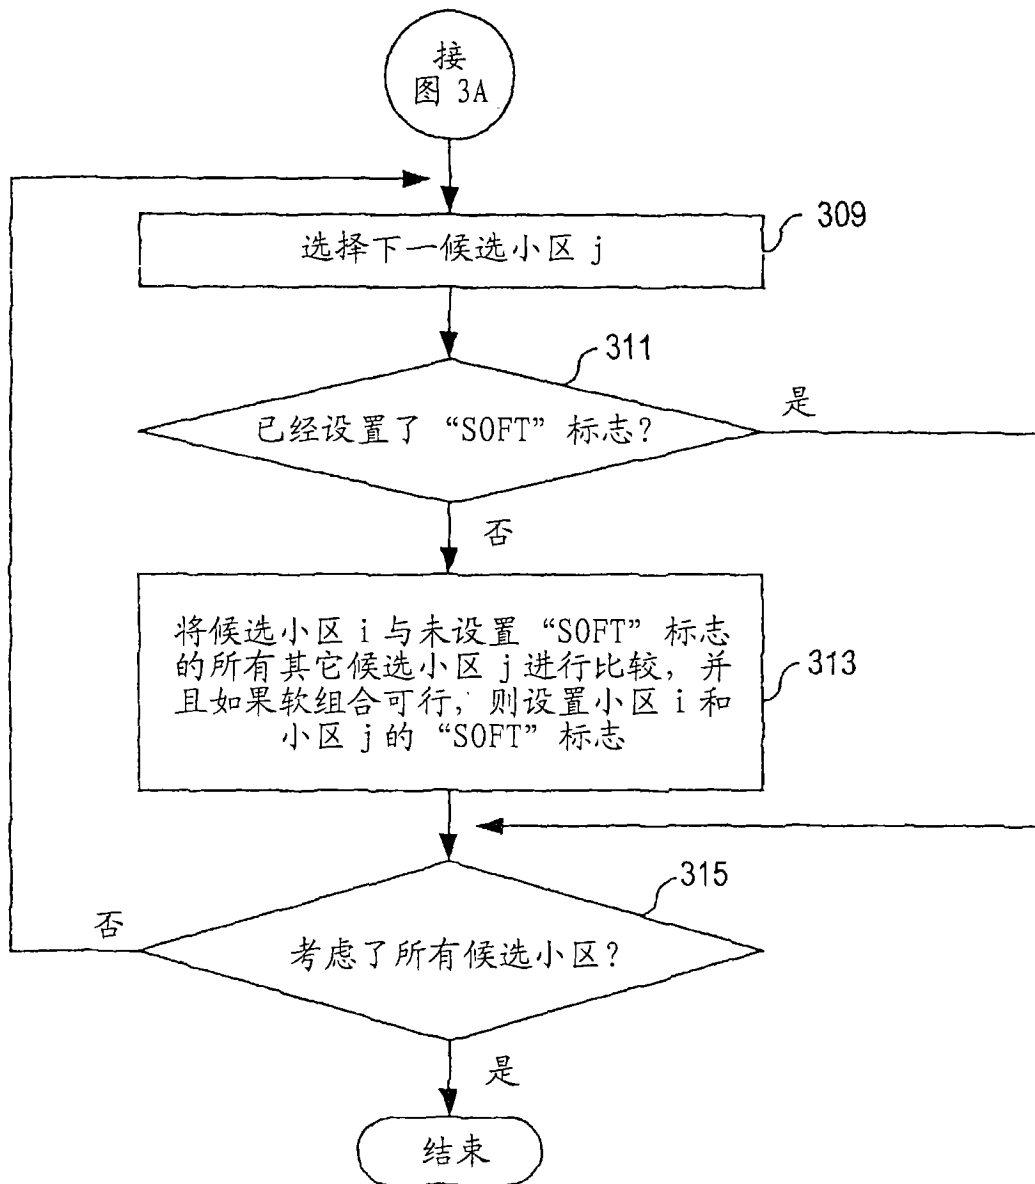 接
图 3A
309
选择下一候选小区 j
311
已经设置了 “SOFT” 标志?
是
否
将候选小区 i 与未设置 “SOFT” 标志
的所有其它候选小区 j 进行比较, 并
且如果软组合可行, 则设置小区 i 和
小区 j 的 “SOFT” 标志
313
315
否
考虑了所有候选小区?
是
结束